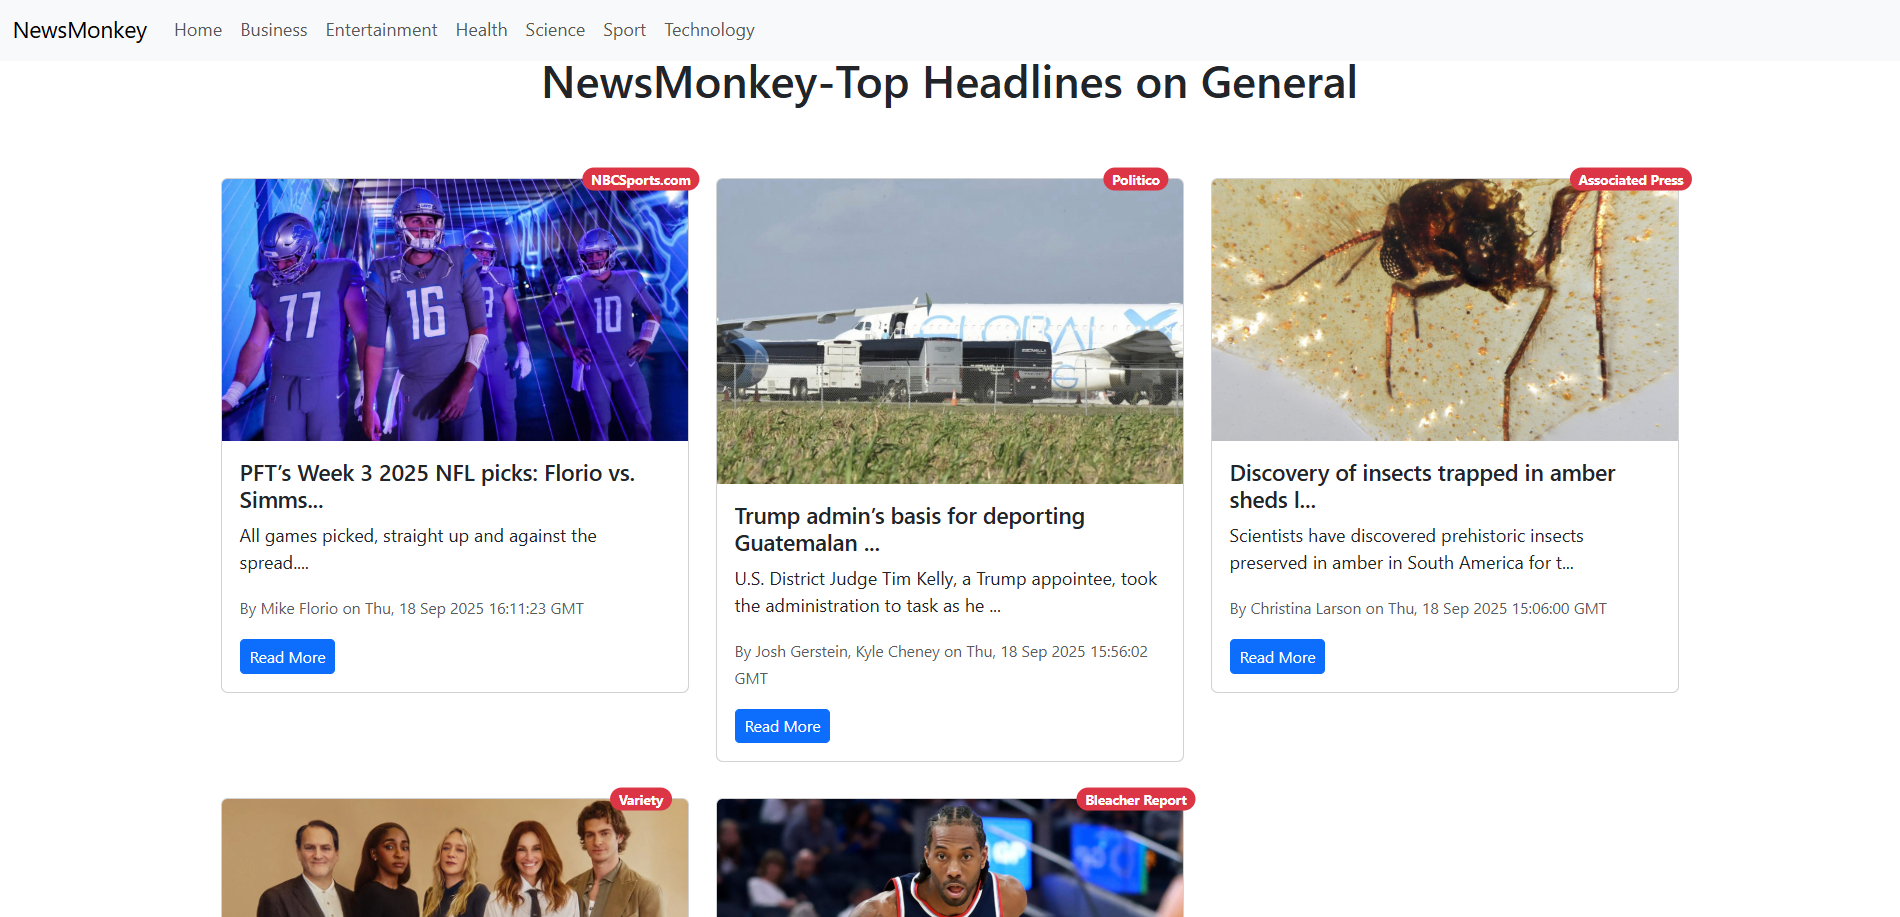 NewsMonkey Home Business Entertainment Health Science Sport Technology
NewsMonkey-Top Headlines on General
NBCSports.com
77
16
10
PFT’s Week 3 2025 NFL picks: Florio vs.
Simms...
All games picked, straight up and against the
spread....
By Mike Florio on Thu, 18 Sep 2025 16:11:23 GMT
Read More
Politico
GLOBAL
Trump admin’s basis for deporting
Guatemalan ...
U.S. District Judge Tim Kelly, a Trump appointee, took
the administration to task as he ...
By Josh Gerstein, Kyle Cheney on Thu, 18 Sep 2025 15:56:02
GMT
Read More
Associated Press
Discovery of insects trapped in amber
sheds l...
Scientists have discovered prehistoric insects
preserved in amber in South America for t...
By Christina Larson on Thu, 18 Sep 2025 15:06:00 GMT
Read More
Variety
Bleacher Report